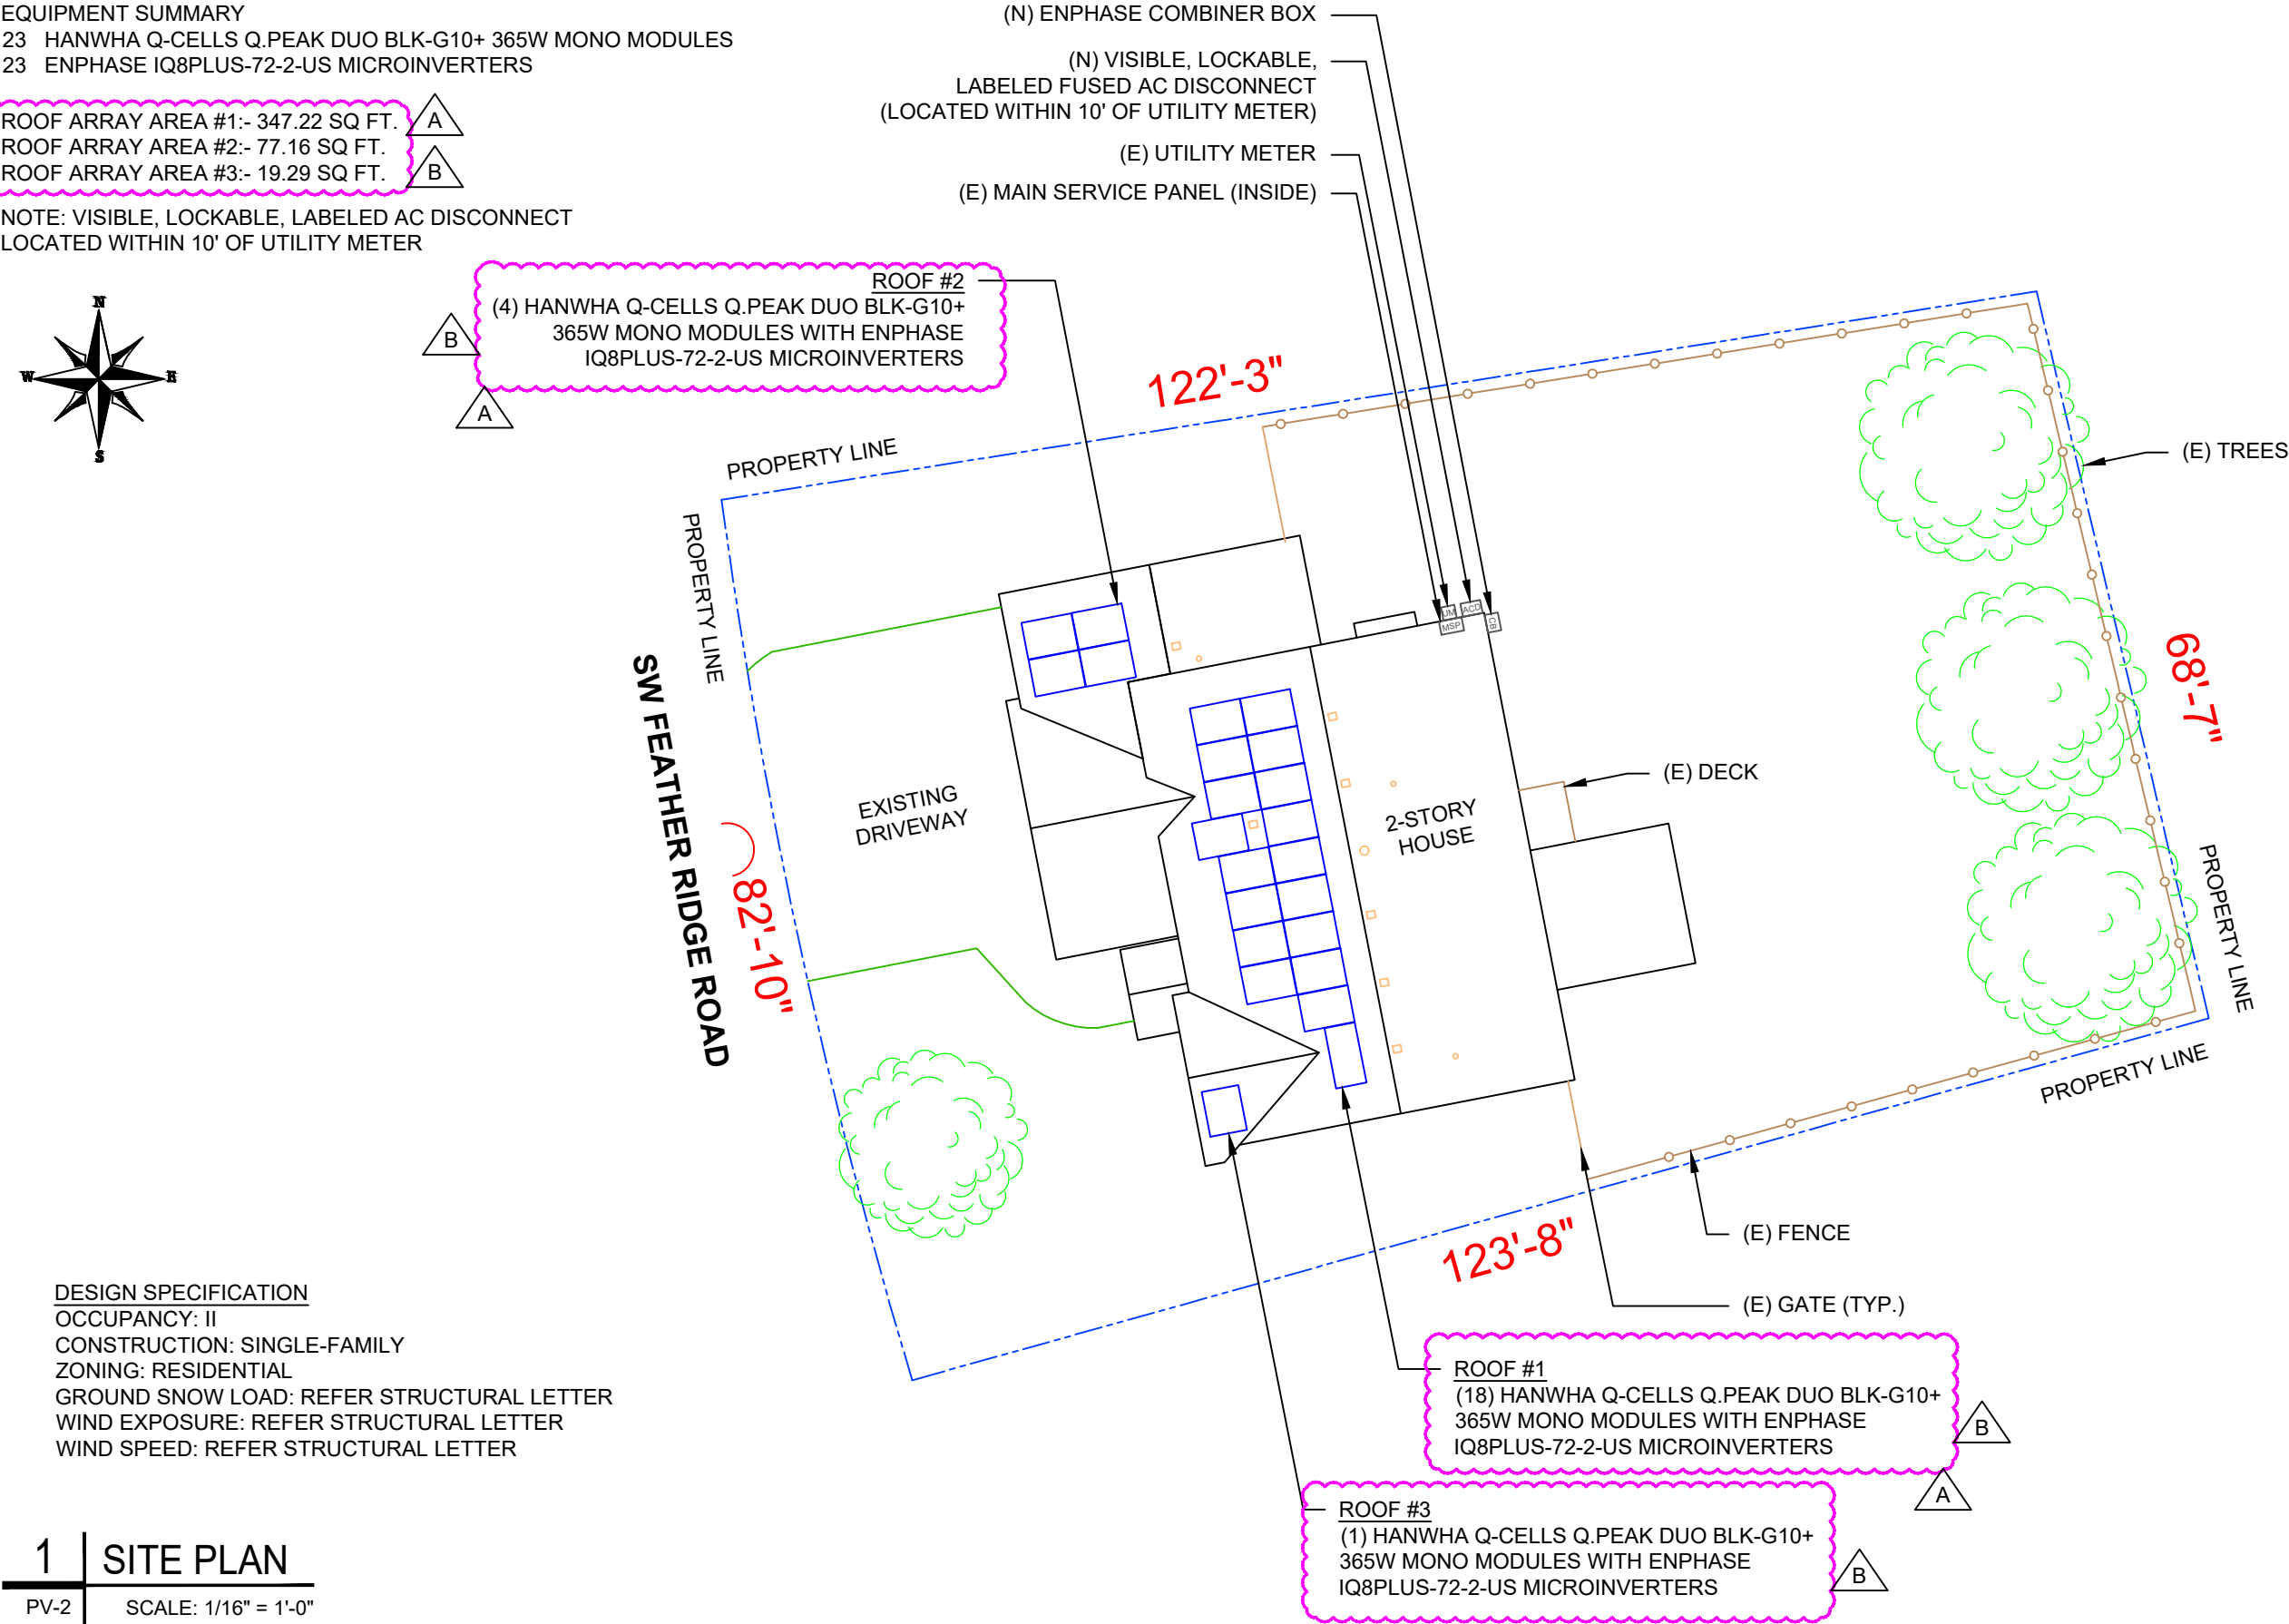 EQUIPMENT SUMMARY
23 HANWHA Q-CELLS Q.PEAK DUO BLK-G10+ 365W MONO MODULES
23 ENPHASE IQ8PLUS-72-2-US MICROINVERTERS
ROOF ARRAY AREA #1:- 347.22 SQ FT.
ROOF ARRAY AREA #2:- 77.16 SQ FT.
ROOF ARRAY AREA #3:- 19.29 SQ FT.
A
B
NOTE: VISIBLE, LOCKABLE, LABELED AC DISCONNECT
LOCATED WITHIN 10' OF UTILITY METER
(N) ENPHASE COMBINER BOX
(N) VISIBLE, LOCKABLE,
LABELED FUSED AC DISCONNECT
(LOCATED WITHIN 10' OF UTILITY METER)
(E) UTILITY METER
(E) MAIN SERVICE PANEL (INSIDE)
N
W
E
S
ROOF #2
(4) HANWHA Q-CELLS Q.PEAK DUO BLK-G10+
365W MONO MODULES WITH ENPHASE
IQ8PLUS-72-2-US MICROINVERTERS
B
A
122'-3"
PROPERTY LINE
PROPERTY LINE
(E) TREES
UM
ACD
MSP
CB
68'-7"
SW FEATHER RIDGE ROAD
82'-10"
EXISTING
DRIVEWAY
2-STORY
HOUSE
(E) DECK
PROPERTY LINE
PROPERTY LINE
123'-8"
(E) FENCE
(E) GATE (TYP.)
ROOF #1
(18) HANWHA Q-CELLS Q.PEAK DUO BLK-G10+
365W MONO MODULES WITH ENPHASE
IQ8PLUS-72-2-US MICROINVERTERS
B
A
ROOF #3
(1) HANWHA Q-CELLS Q.PEAK DUO BLK-G10+
365W MONO MODULES WITH ENPHASE
IQ8PLUS-72-2-US MICROINVERTERS
B
DESIGN SPECIFICATION
OCCUPANCY: II
CONSTRUCTION: SINGLE-FAMILY
ZONING: RESIDENTIAL
GROUND SNOW LOAD: REFER STRUCTURAL LETTER
WIND EXPOSURE: REFER STRUCTURAL LETTER
WIND SPEED: REFER STRUCTURAL LETTER
1 SITE PLAN
PV-2 SCALE: 1/16" = 1'-0"